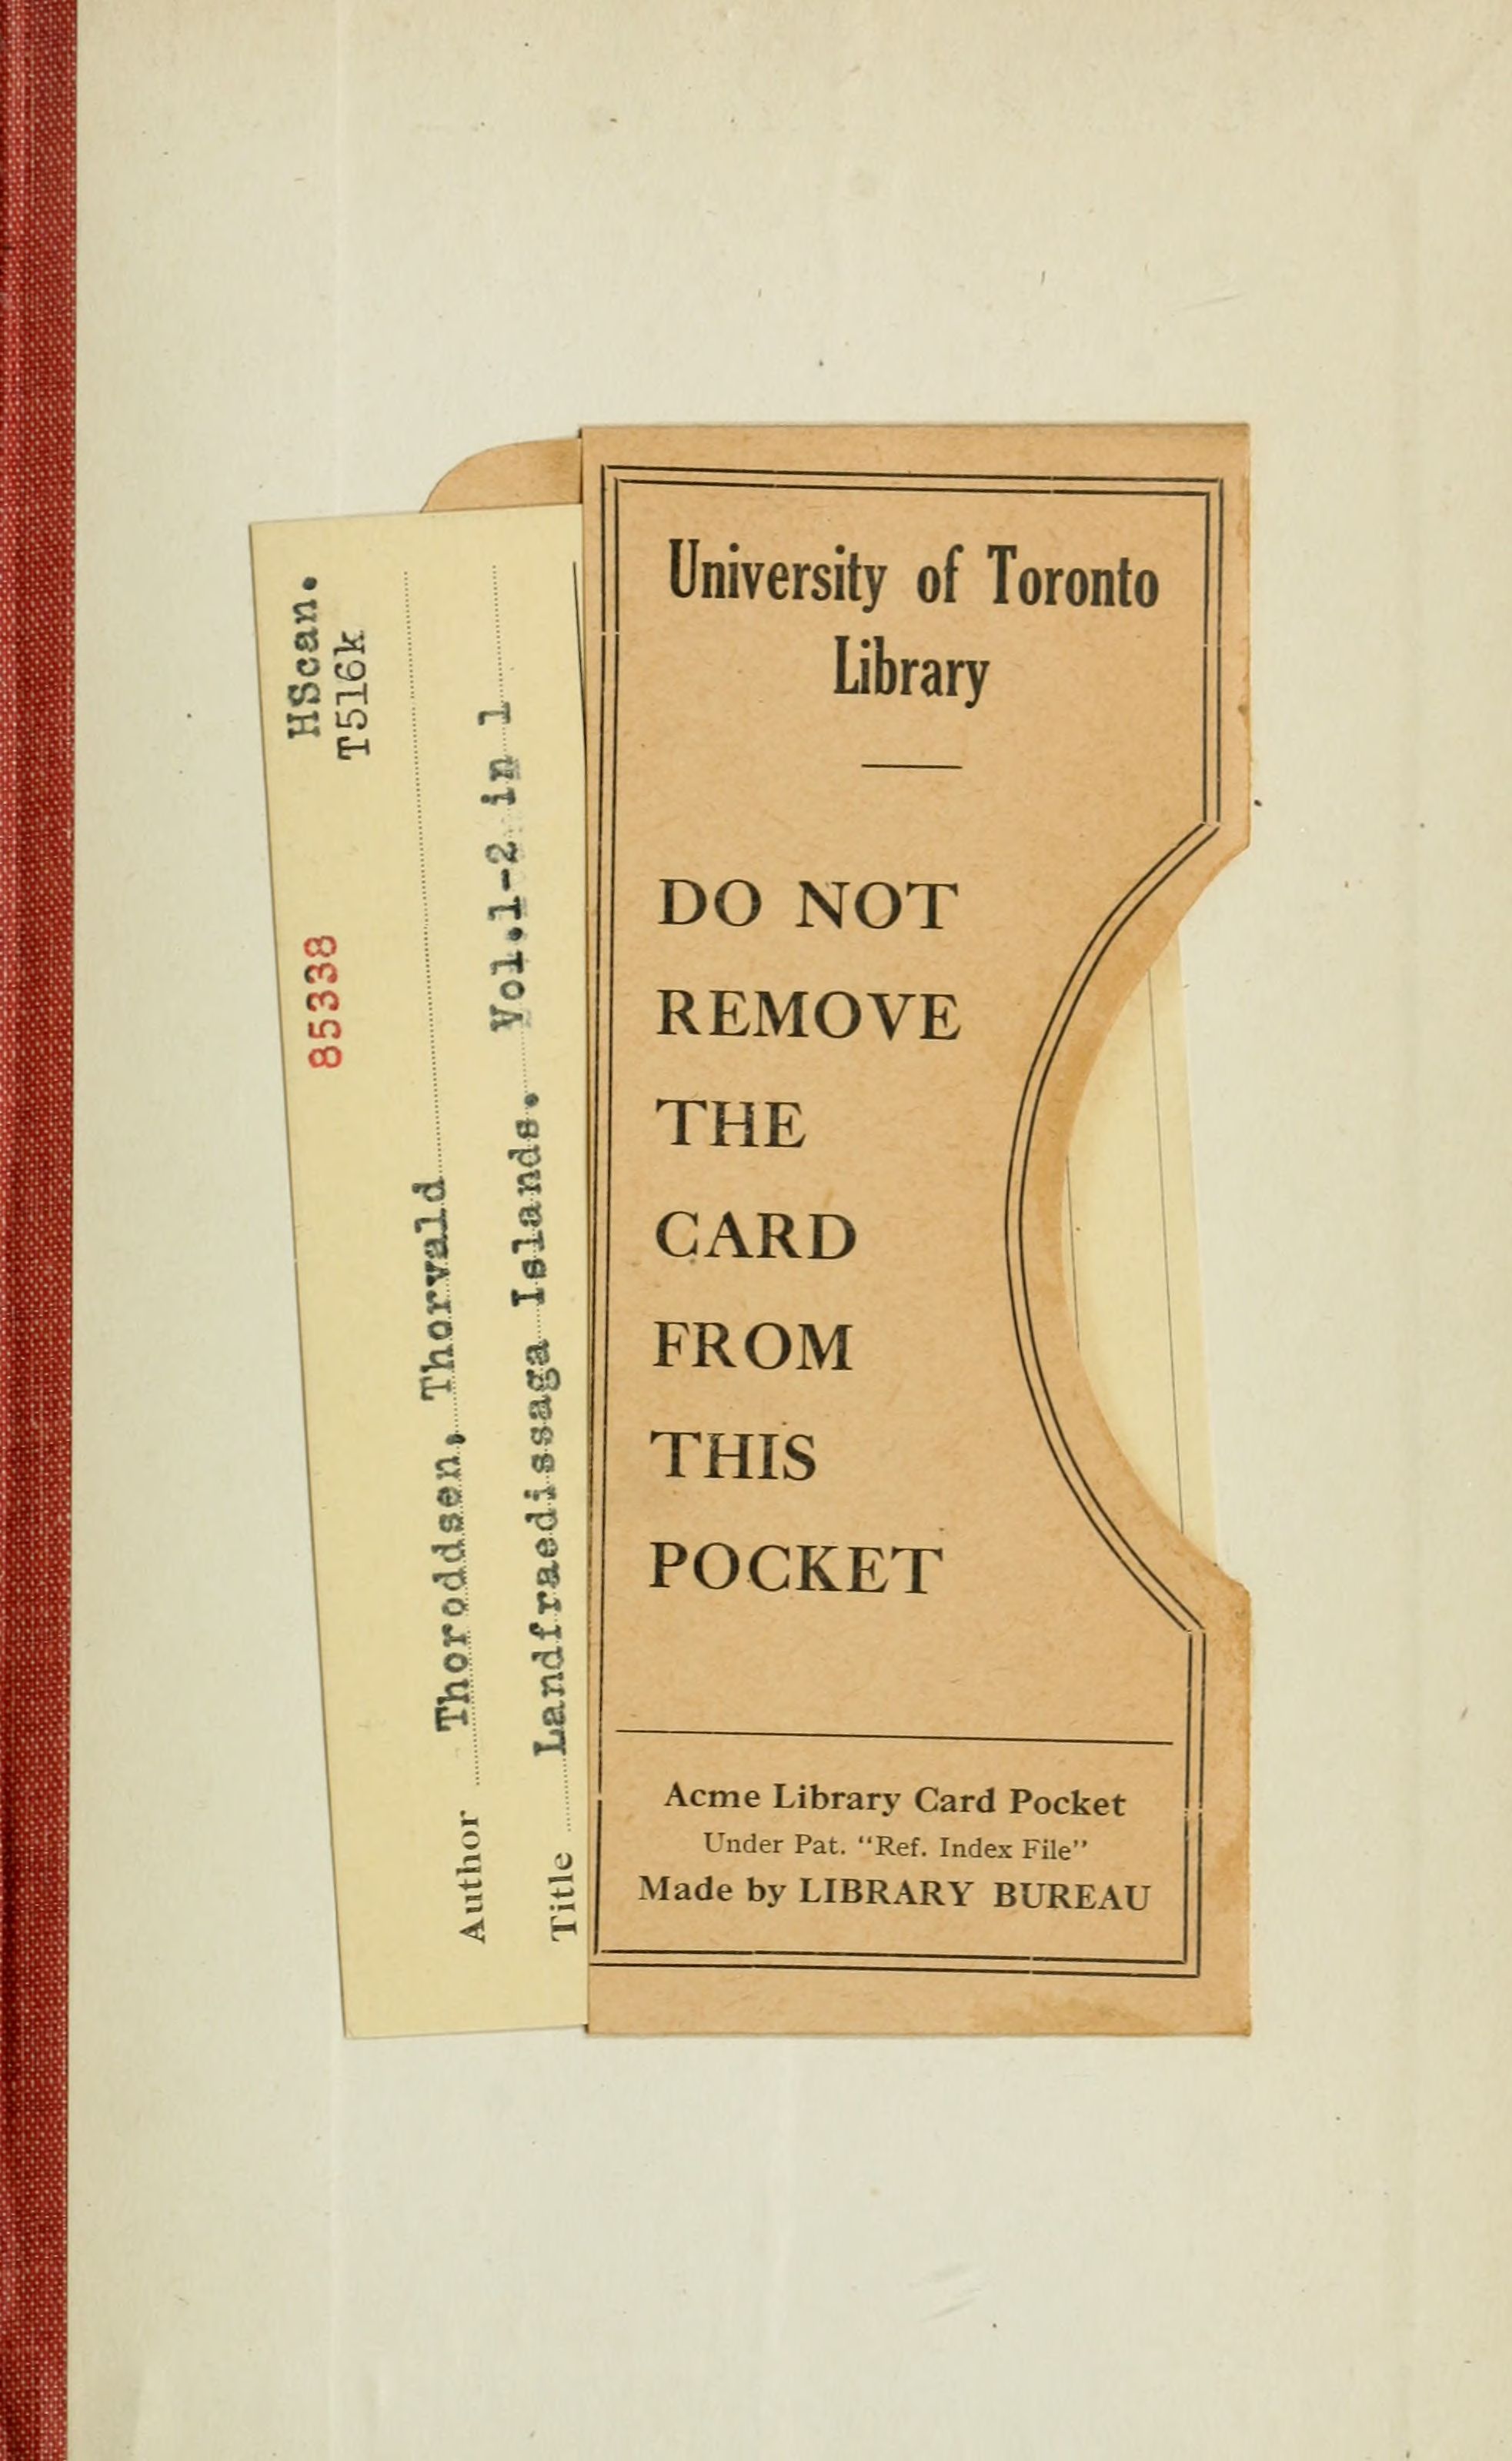 HScan.
T516k
85338
Author Thoroddsen, Thorvald
Title Landfraedissaga Islands. Vol.1-2 in 1
University of Toronto
Library
DO NOT
REMOVE
THE
CARD
FROM
THIS
POCKET
Acme Library Card Pocket
Under Pat. "Ref. Index File"
Made by LIBRARY BUREAU